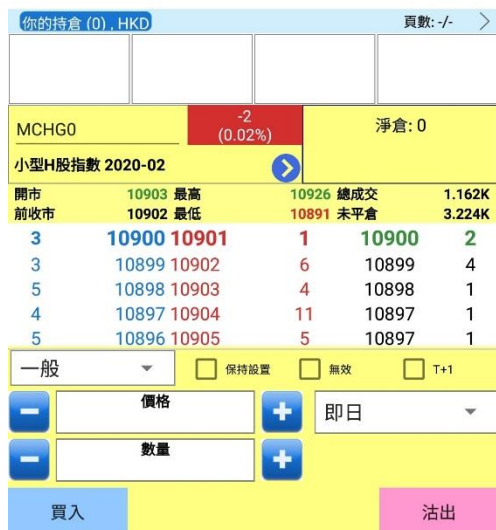 你的持倉 (0) , HKD 頁數: -/-
MCHG0 -2 (0.02%) 淨倉: 0
小型H股指數 2020-02
開市 10903 最高 10926 總成交 1.162K
前收市 10902 最低 10891 未平倉 3.224K
3 10900 10901 1 10900 2
3 10899 10902 6 10899 4
5 10898 10903 4 10898 1
4 10897 10904 11 10897 1
5 10896 10905 5 10897 1
一般 保持設置 無效 T+1
價格 即日
數量
買入 沽出